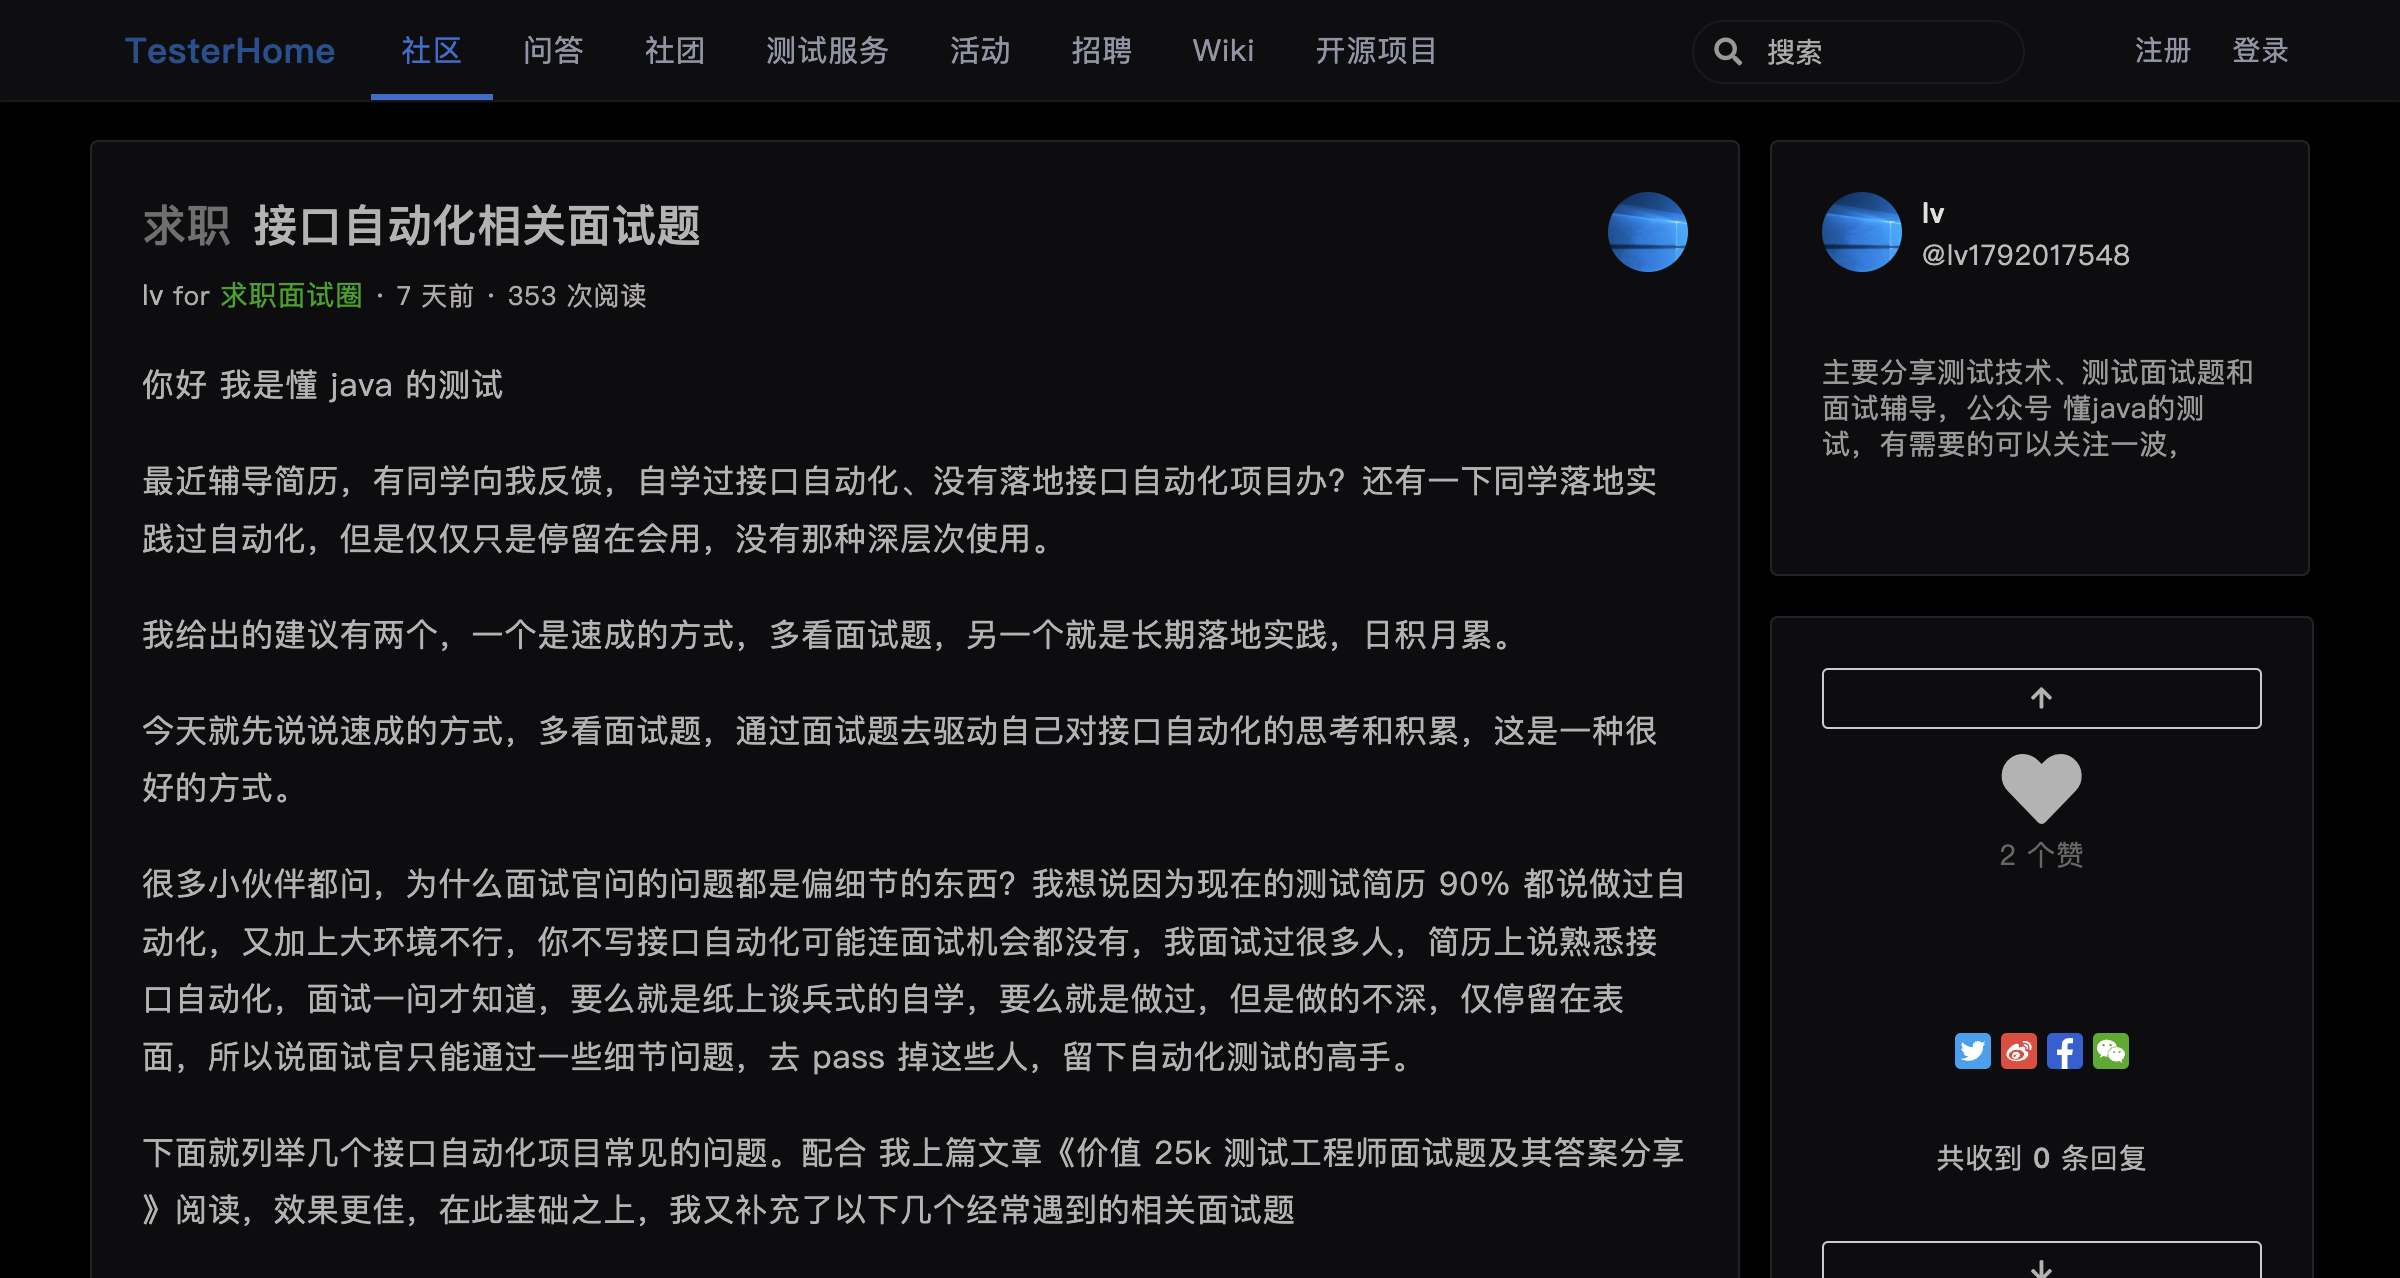 TesterHome 社区 问答 社团 测试服务 活动 招聘 Wiki 开源项目 搜索 注册 登录
求职 接口自动化相关面试题
lv for 求职面试圈 · 7 天前 · 353 次阅读
你好 我是懂 java 的测试
最近辅导简历，有同学向我反馈，自学过接口自动化、没有落地接口自动化项目办？还有一下同学落地实
践过自动化，但是仅仅只是停留在会用，没有那种深层次使用。
我给出的建议有两个，一个是速成的方式，多看面试题，另一个就是长期落地实践，日积月累。
今天就先说说速成的方式，多看面试题，通过面试题去驱动自己对接口自动化的思考和积累，这是一种很
好的方式。
很多小伙伴都问，为什么面试官问的问题都是偏细节的东西？我想说因为现在的测试简历 90% 都说做过自
动化，又加上大环境不行，你不写接口自动化可能连面试机会都没有，我面试过很多人，简历上说熟悉接
口自动化，面试一问才知道，要么就是纸上谈兵式的自学，要么就是做过，但是做的不深，仅停留在表
面，所以说面试官只能通过一些细节问题，去 pass 掉这些人，留下自动化测试的高手。
下面就列举几个接口自动化项目常见的问题。配合 我上篇文章《价值 25k 测试工程师面试题及其答案分享
》阅读，效果更佳，在此基础之上，我又补充了以下几个经常遇到的相关面试题
lv
@lv1792017548
主要分享测试技术、测试面试题和
面试辅导，公众号 懂java的测
试，有需要的可以关注一波，
2 个赞
共收到 0 条回复